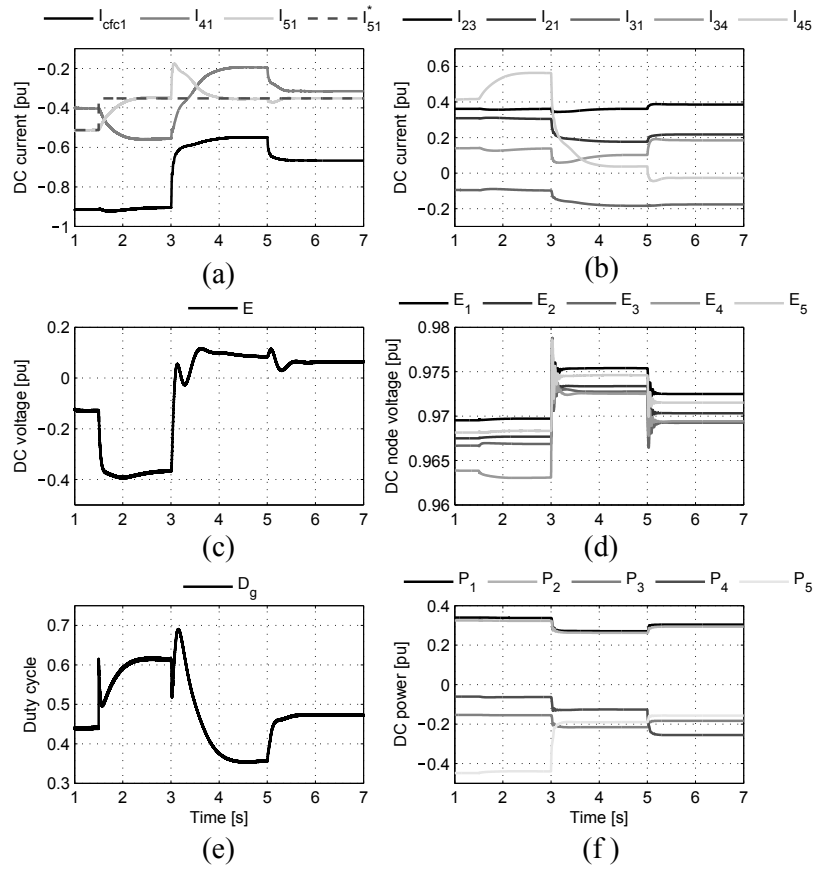 I_cfc1 I_41 I_51 I*_51
DC current [pu]
-0.2
-0.4
-0.6
-0.8
-1
1 2 3 4 5 6 7
(a)
I_23 I_21 I_31 I_34 I_45
DC current [pu]
0.6
0.4
0.2
0
-0.2
1 2 3 4 5 6 7
(b)
E
DC voltage [pu]
0.2
0
-0.2
-0.4
1 2 3 4 5 6 7
(c)
E_1 E_2 E_3 E_4 E_5
DC node voltage [pu]
0.98
0.975
0.97
0.965
0.96
1 2 3 4 5 6 7
(d)
D_g
Duty cycle
0.7
0.6
0.5
0.4
0.3
1 2 3 4 5 6 7
Time [s]
(e)
P_1 P_2 P_3 P_4 P_5
DC power [pu]
0.4
0.2
0
-0.2
-0.4
1 2 3 4 5 6 7
Time [s]
(f)